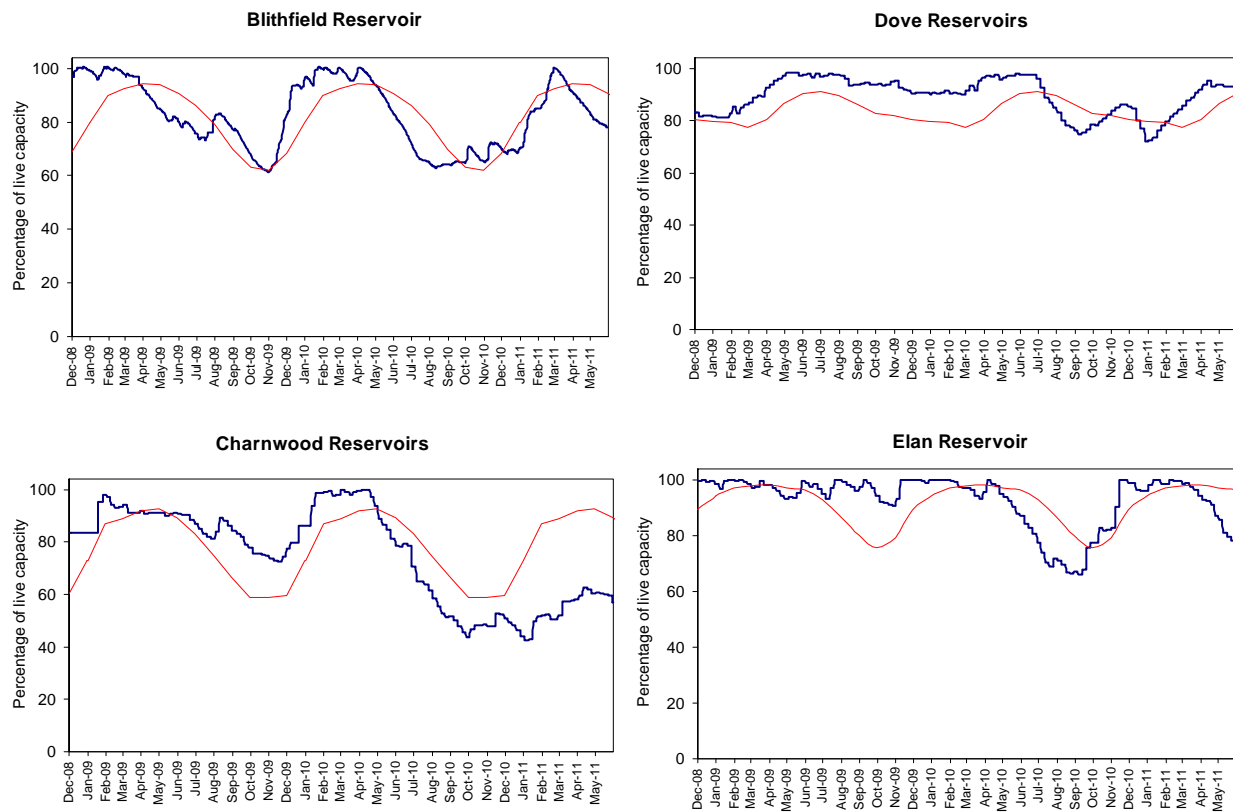 Blithfield Reservoir
Percentage of live capacity
100
80
60
40
20
0
Dec-08
Jan-09
Feb-09
Mar-09
Apr-09
May-09
Jun-09
Jul-09
Aug-09
Sep-09
Oct-09
Nov-09
Dec-09
Jan-10
Feb-10
Mar-10
Apr-10
May-10
Jun-10
Jul-10
Aug-10
Sep-10
Oct-10
Nov-10
Dec-10
Jan-11
Feb-11
Mar-11
Apr-11
May-11
Dove Reservoirs
Percentage of live capacity
100
80
60
40
20
0
Dec-08
Jan-09
Feb-09
Mar-09
Apr-09
May-09
Jun-09
Jul-09
Aug-09
Sep-09
Oct-09
Nov-09
Dec-09
Jan-10
Feb-10
Mar-10
Apr-10
May-10
Jun-10
Jul-10
Aug-10
Sep-10
Oct-10
Nov-10
Dec-10
Jan-11
Feb-11
Mar-11
Apr-11
May-11
Charnwood Reservoirs
Percentage of live capacity
100
80
60
40
20
0
Dec-08
Jan-09
Feb-09
Mar-09
Apr-09
May-09
Jun-09
Jul-09
Aug-09
Sep-09
Oct-09
Nov-09
Dec-09
Jan-10
Feb-10
Mar-10
Apr-10
May-10
Jun-10
Jul-10
Aug-10
Sep-10
Oct-10
Nov-10
Dec-10
Jan-11
Feb-11
Mar-11
Apr-11
May-11
Elan Reservoir
Percentage of live capacity
100
80
60
40
20
0
Dec-08
Jan-09
Feb-09
Mar-09
Apr-09
May-09
Jun-09
Jul-09
Aug-09
Sep-09
Oct-09
Nov-09
Dec-09
Jan-10
Feb-10
Mar-10
Apr-10
May-10
Jun-10
Jul-10
Aug-10
Sep-10
Oct-10
Nov-10
Dec-10
Jan-11
Feb-11
Mar-11
Apr-11
May-11